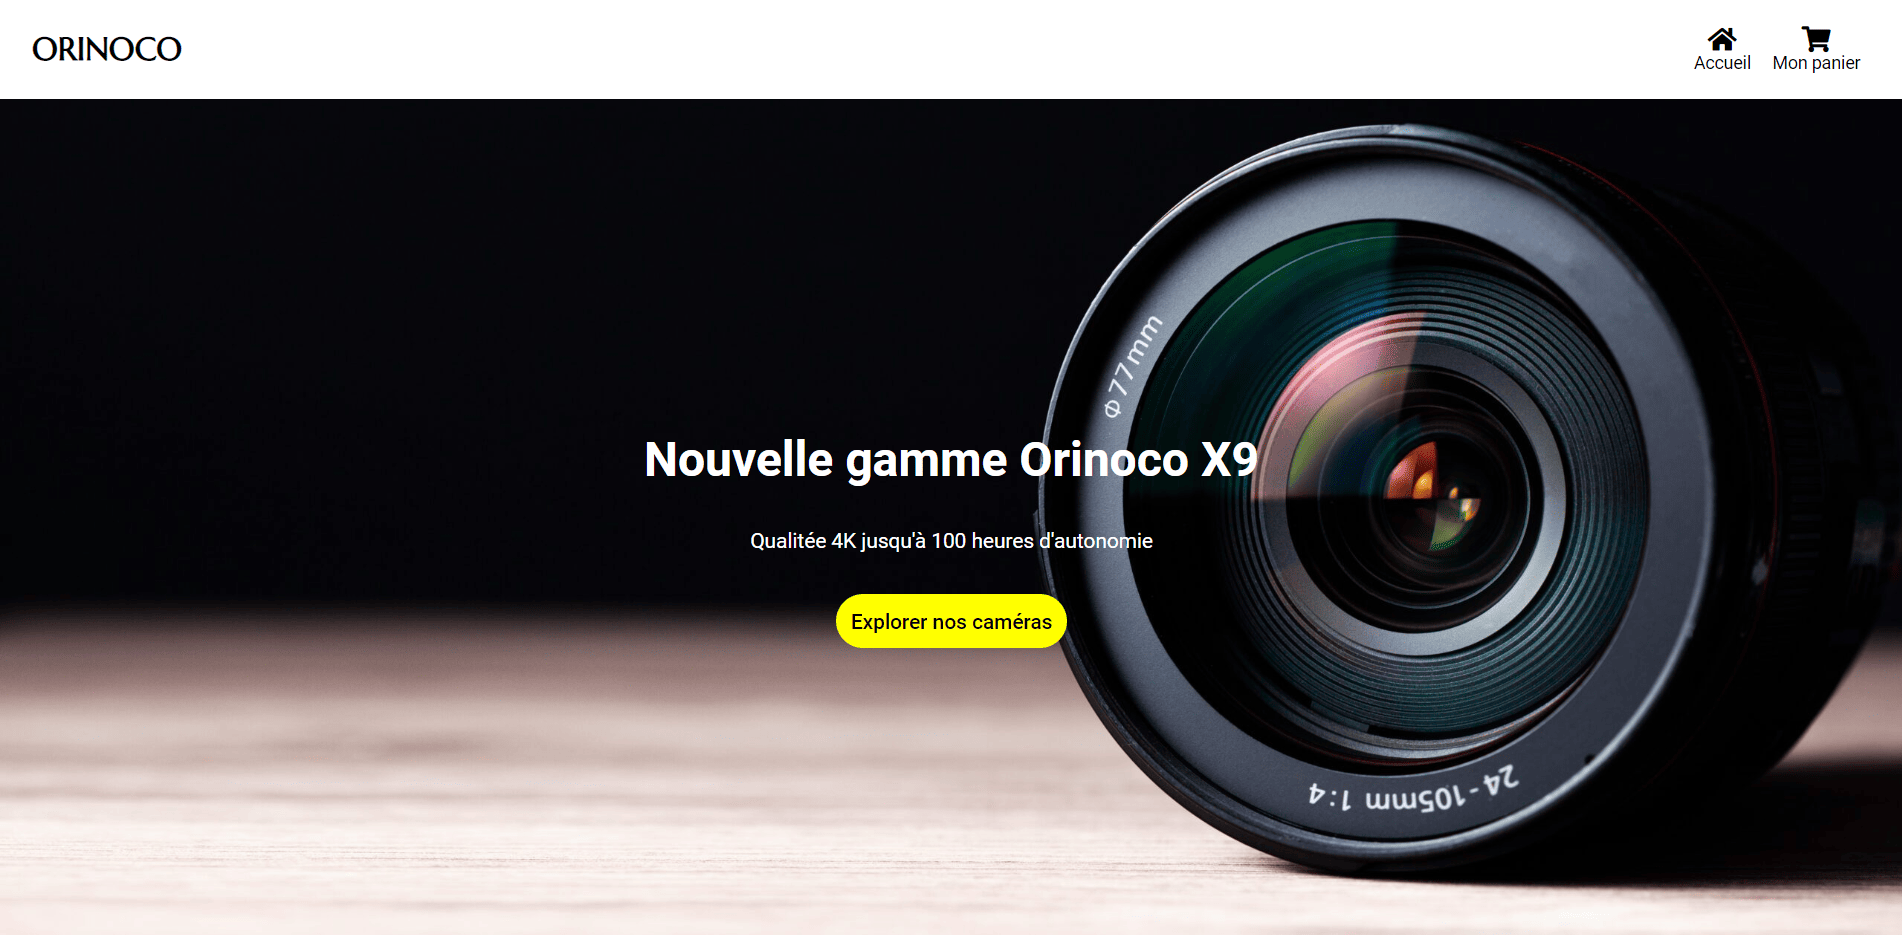 ORINOCO
Accueil
Mon panier
Φ77mm
Nouvelle gamme Orinoco X9
Qualitée 4K jusqu'à 100 heures d'autonomie
Explorer nos caméras
24-105mm 1:4